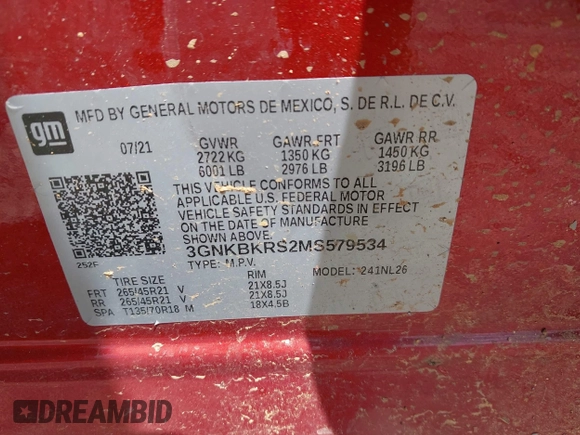 gm
MFD BY GENERAL MOTORS DE MEXICO, S. DE R.L. DE C.V.
07/21 GVWR GAWR FRT GAWR RR
2722 KG 1350 KG 1450 KG
6001 LB 2976 LB 3196 LB
THIS VEHICLE CONFORMS TO ALL
APPLICABLE U.S. FEDERAL MOTOR
VEHICLE SAFETY STANDARDS IN EFFECT
ON THE DATE OF MANUFACTURE
SHOWN ABOVE.
252F 3GNKBKRS2MS579534
TYPE: M.P.V. MODEL: 241NL26
TIRE SIZE RIM
FRT 265/45R21 V 21X8.5J
RR 265/45R21 V 21X8.5J
SPA T135/70R18 M 18X4.5B
DREAMBID